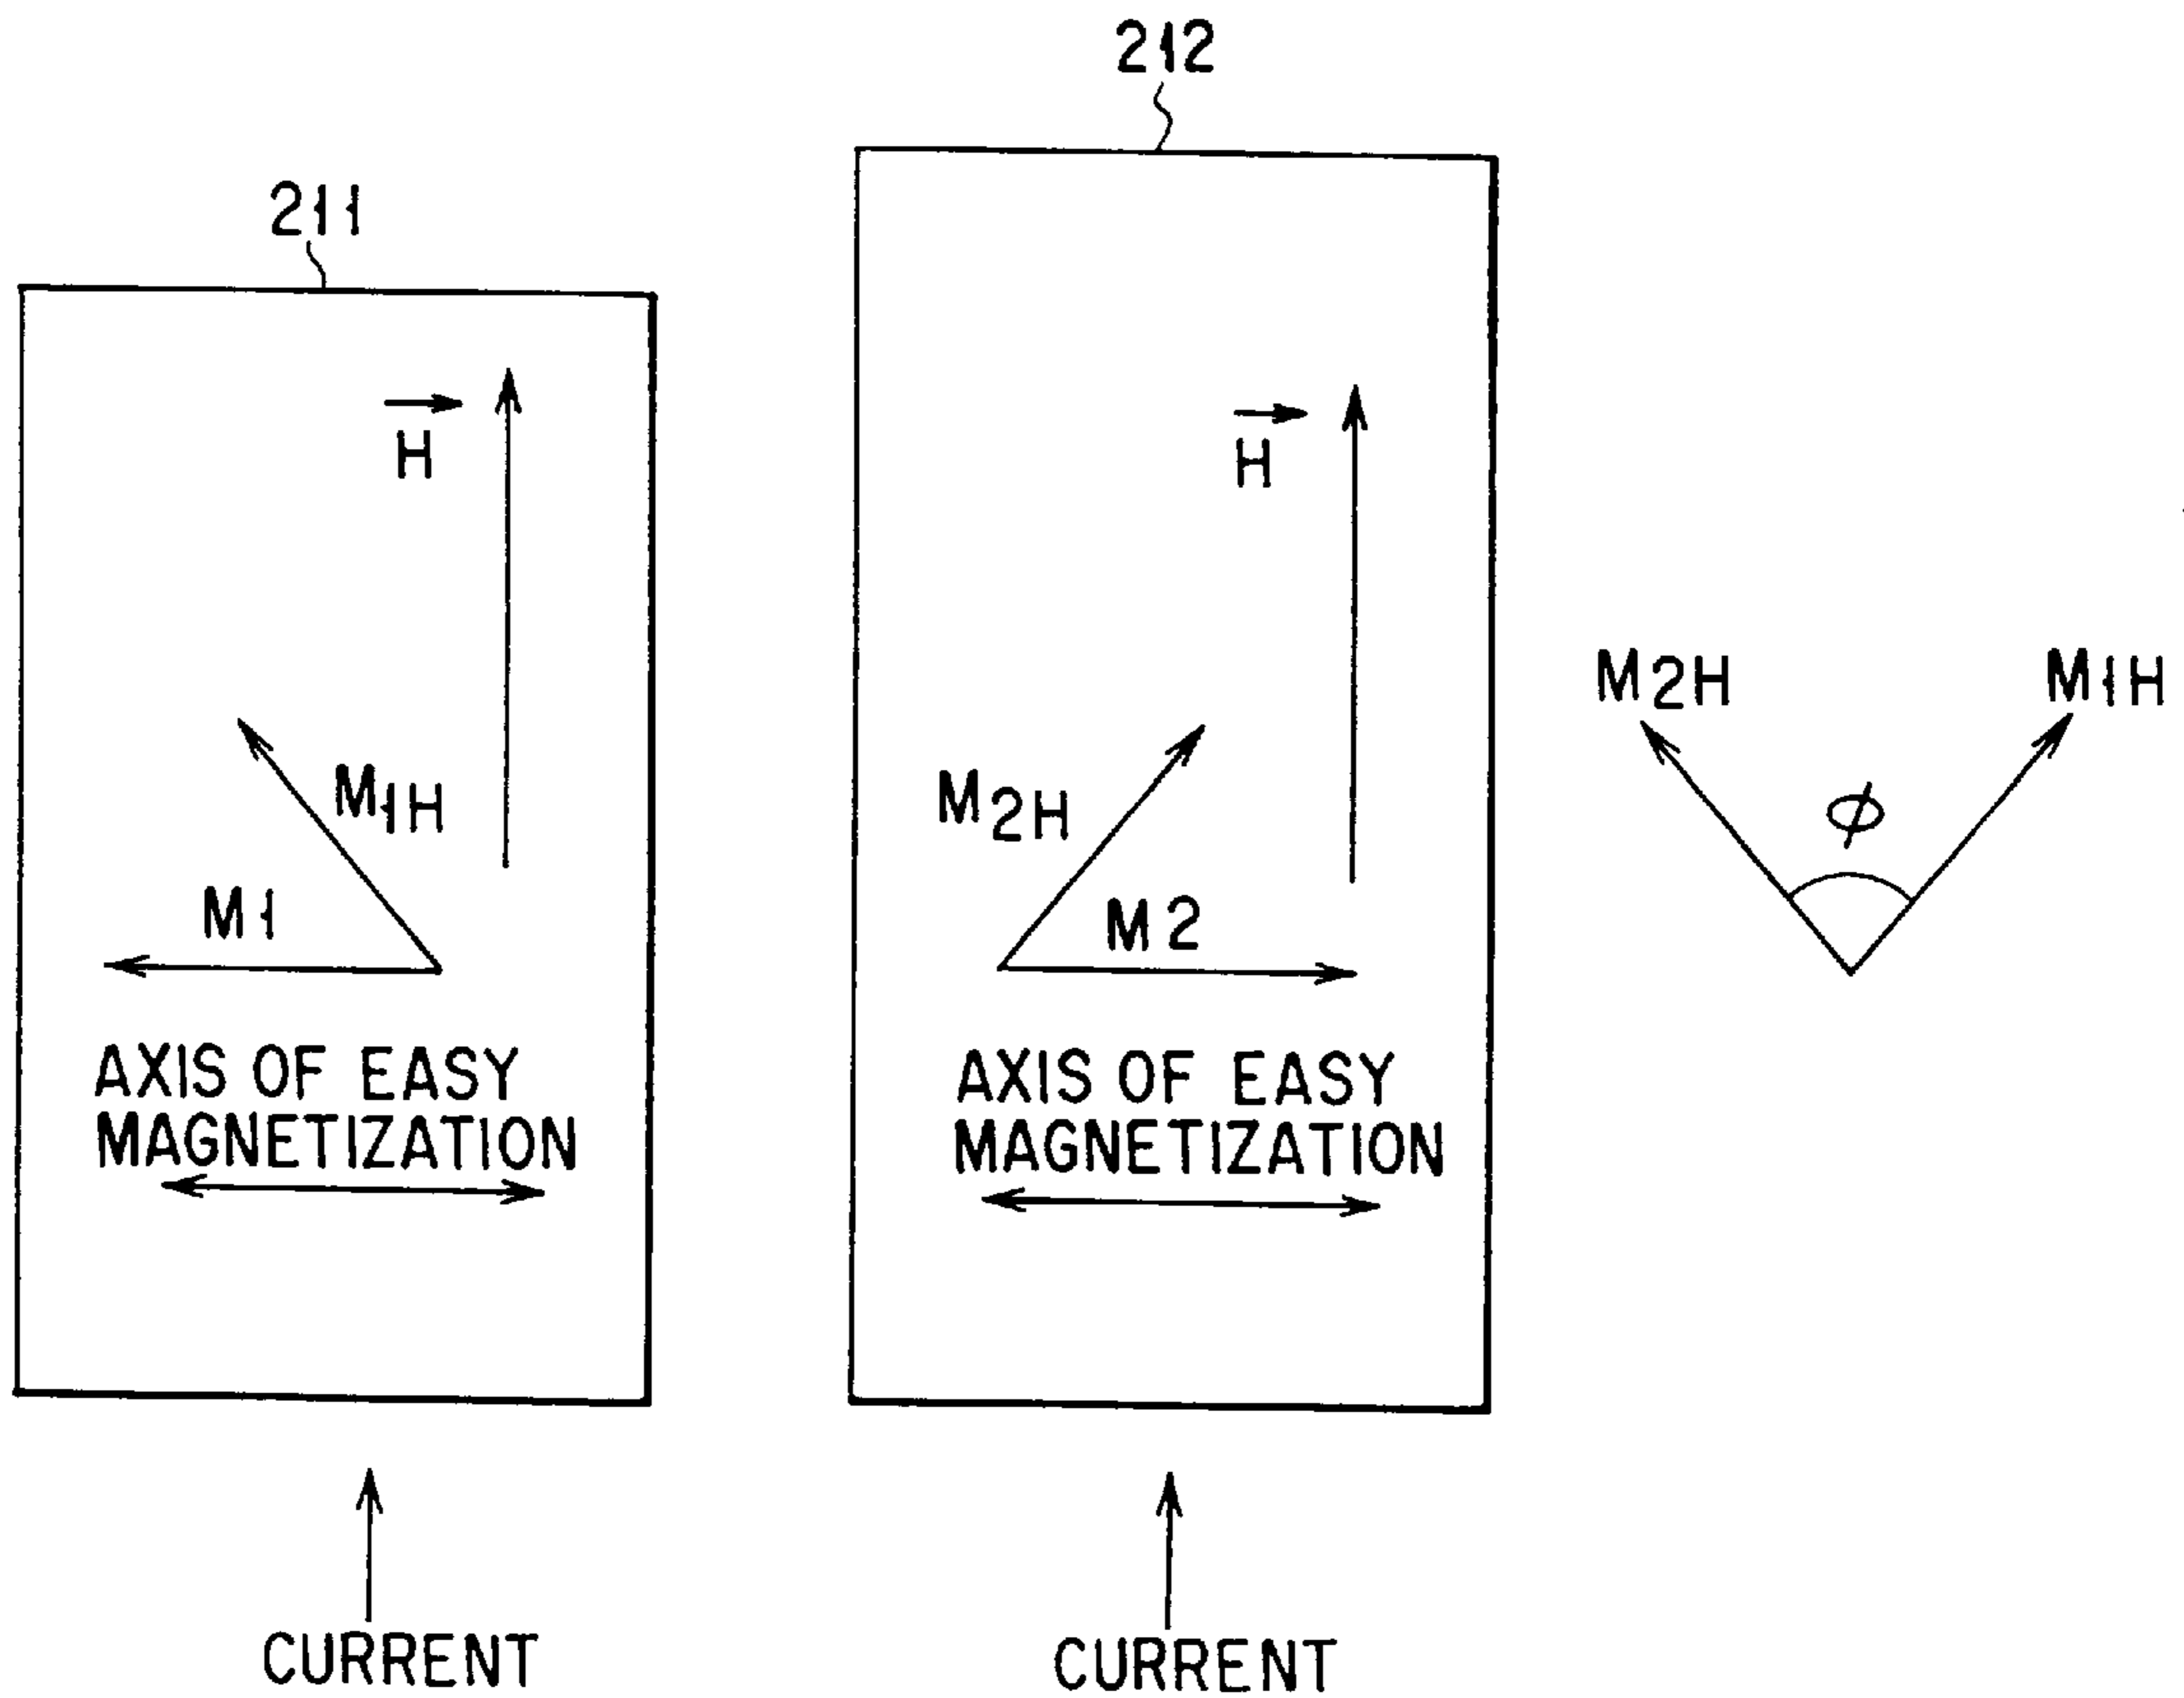 212
211
H
H
M2H
M1H
M1H
M2H
φ
M1
M2
AXIS OF EASY
MAGNETIZATION
AXIS OF EASY
MAGNETIZATION
CURRENT
CURRENT